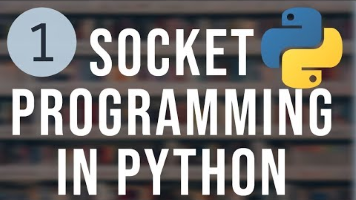 1
SOCKET
PROGRAMMING
IN PYTHON